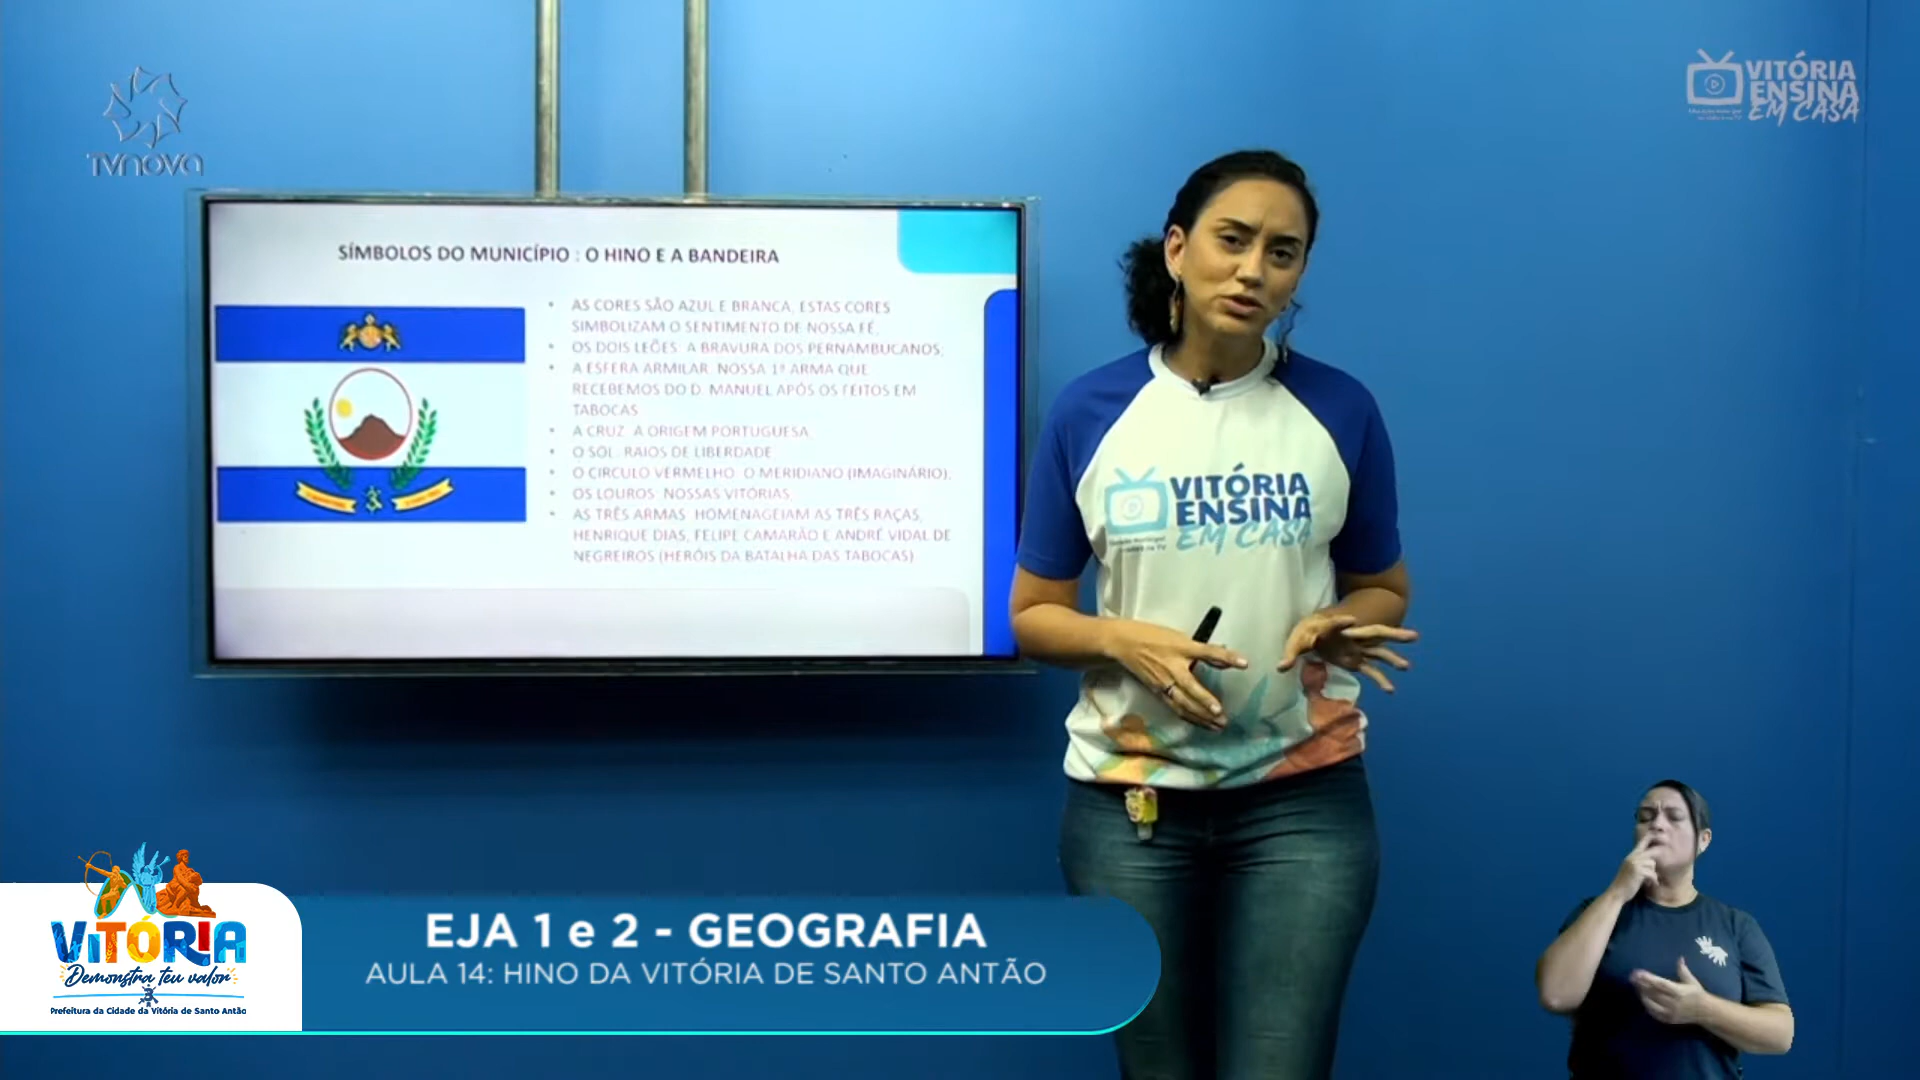 TVNOVA
VITÓRIA
ENSINA
EM CASA
SÍMBOLOS DO MUNICÍPIO : O HINO E A BANDEIRA
• AS CORES SÃO AZUL E BRANCA, ESTAS CORES
SIMBOLIZAM O SENTIMENTO DE NOSSA FÉ;
• OS DOIS LEÕES: A BRAVURA DOS PERNAMBUCANOS;
• A ESFERA ARMILAR: NOSSA 1ª ARMA QUE
RECEBEMOS DO D. MANUEL APÓS OS FEITOS EM
TABOCAS
• A CRUZ: A ORIGEM PORTUGUESA;
• O SOL: RAIOS DE LIBERDADE
• O CIRCULO VERMELHO: O MERIDIANO (IMAGINÁRIO);
• OS LOUROS: NOSSAS VITÓRIAS;
• AS TRÊS ARMAS: HOMENAGEIAM AS TRÊS RAÇAS,
HENRIQUE DIAS, FELIPE CAMARÃO E ANDRÉ VIDAL DE
NEGREIROS (HERÓIS DA BATALHA DAS TABOCAS)
VITÓRIA
ENSINA
EM CASA
VITÓRIA
Demonstra teu valor
Prefeitura da Cidade da Vitória de Santo Antão
EJA 1 e 2 - GEOGRAFIA
AULA 14: HINO DA VITÓRIA DE SANTO ANTÃO